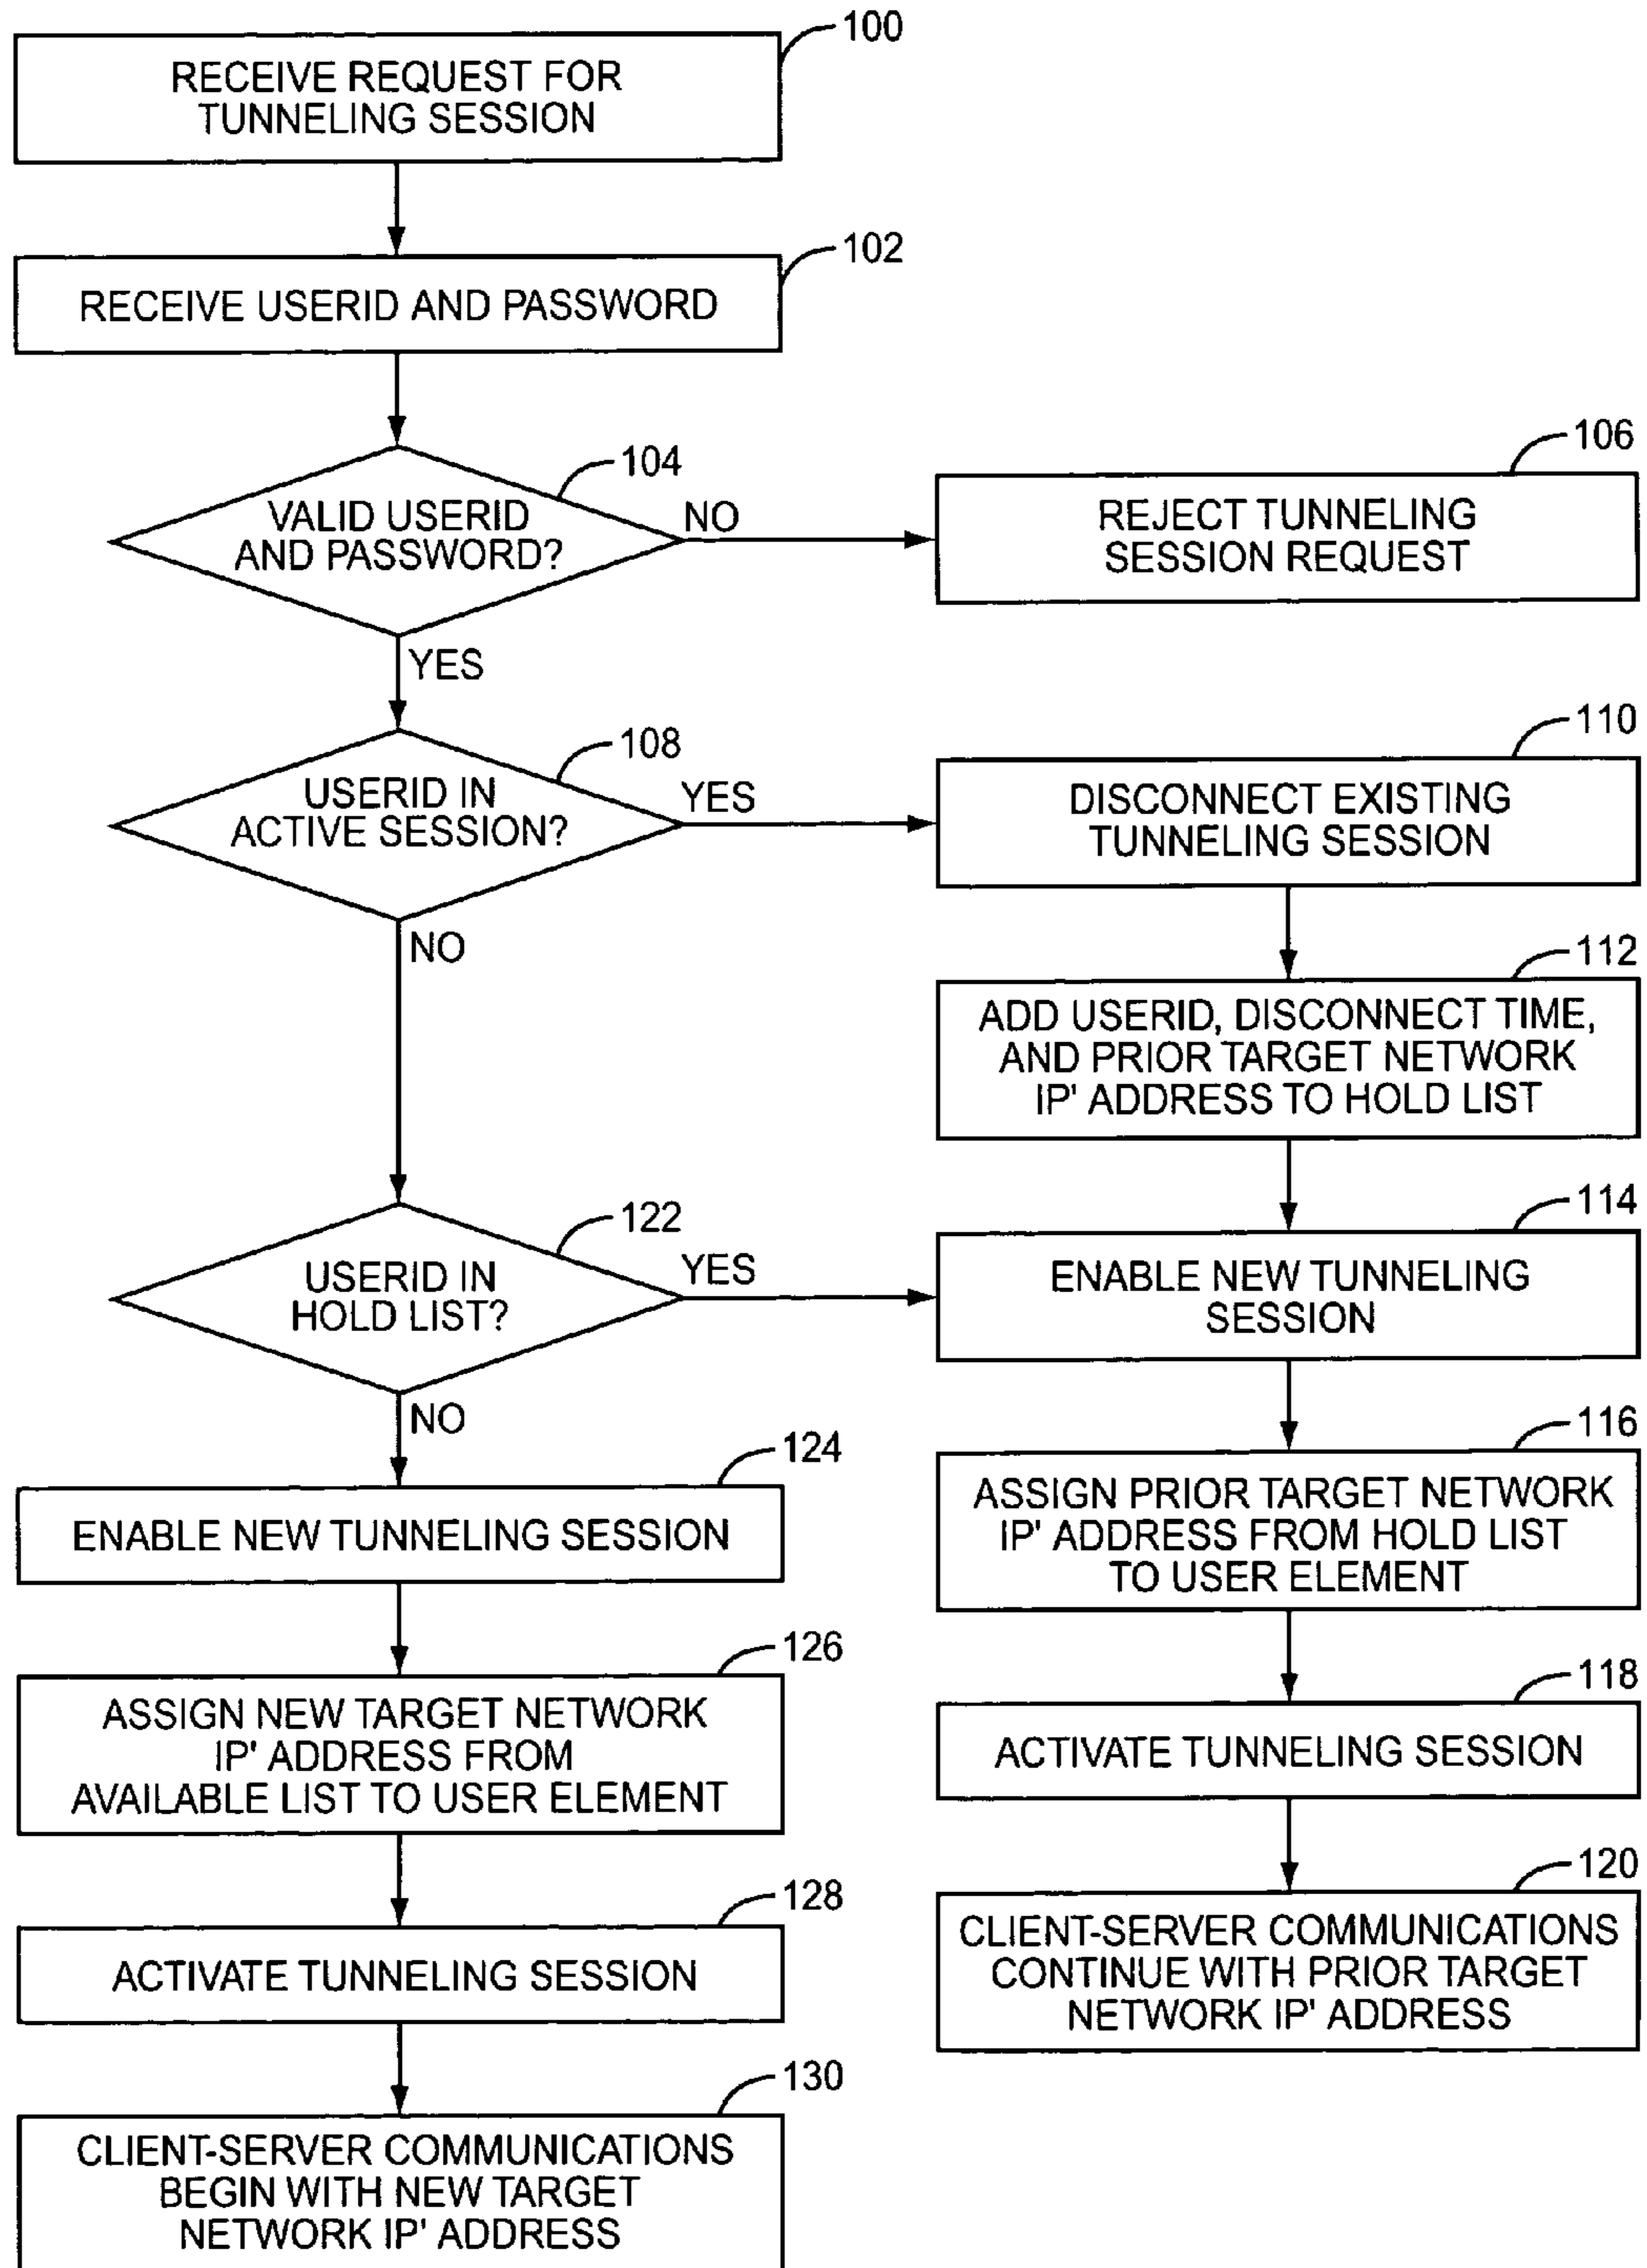 100
RECEIVE REQUEST FOR
TUNNELING SESSION
102
RECEIVE USERID AND PASSWORD
104
VALID USERID
AND PASSWORD?
NO
YES
106
REJECT TUNNELING
SESSION REQUEST
108
USERID IN
ACTIVE SESSION?
YES
NO
110
DISCONNECT EXISTING
TUNNELING SESSION
112
ADD USERID, DISCONNECT TIME,
AND PRIOR TARGET NETWORK
IP' ADDRESS TO HOLD LIST
122
USERID IN
HOLD LIST?
YES
NO
114
ENABLE NEW TUNNELING
SESSION
116
ASSIGN PRIOR TARGET NETWORK
IP' ADDRESS FROM HOLD LIST
TO USER ELEMENT
118
ACTIVATE TUNNELING SESSION
120
CLIENT-SERVER COMMUNICATIONS
CONTINUE WITH PRIOR TARGET
NETWORK IP' ADDRESS
124
ENABLE NEW TUNNELING SESSION
126
ASSIGN NEW TARGET NETWORK
IP' ADDRESS FROM
AVAILABLE LIST TO USER ELEMENT
128
ACTIVATE TUNNELING SESSION
130
CLIENT-SERVER COMMUNICATIONS
BEGIN WITH NEW TARGET
NETWORK IP' ADDRESS